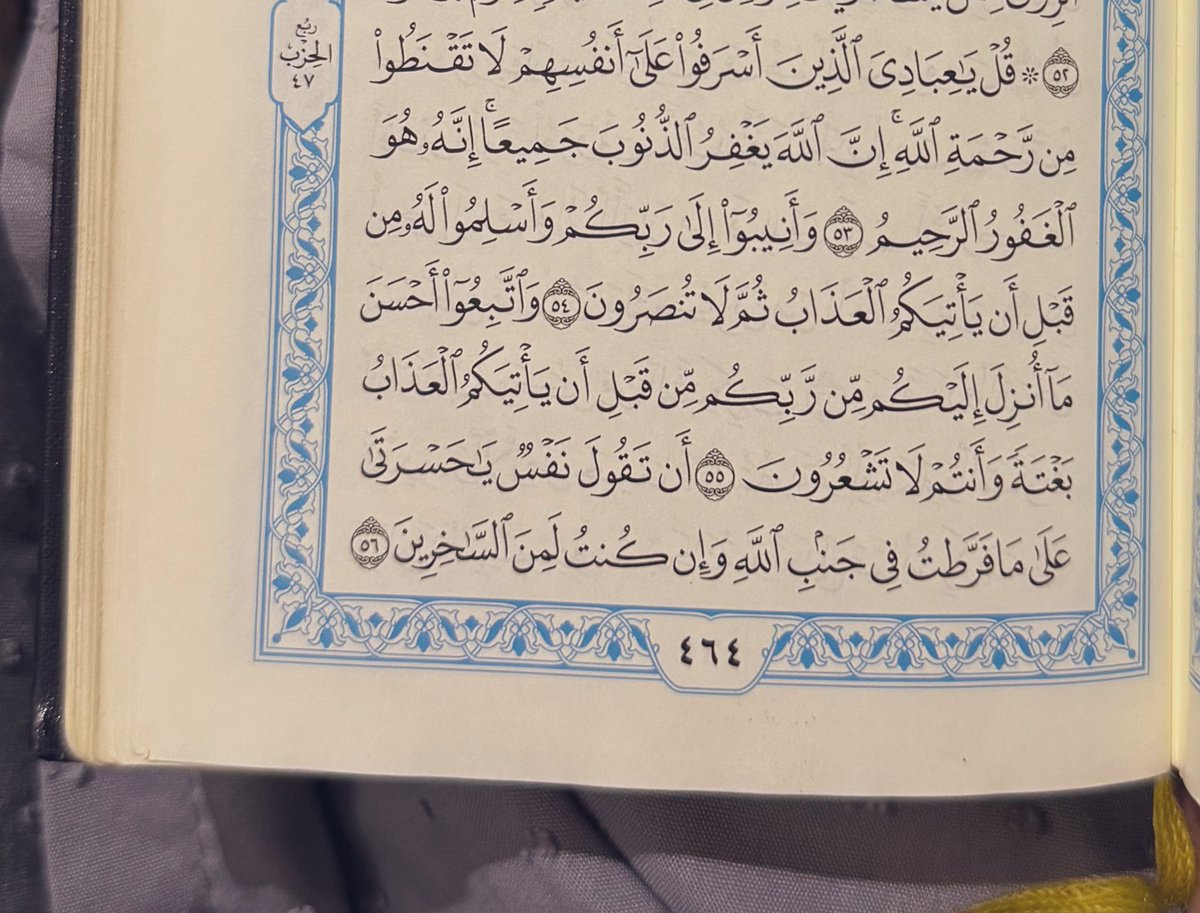 ربع
الحزب
٤٧
٥٢ * قُلْ يَٰعِبَادِىَ ٱلَّذِينَ أَسْرَفُوا۟ عَلَىٰٓ أَنفُسِهِمْ لَا تَقْنَطُوا۟
مِن رَّحْمَةِ ٱللَّهِ ۚ إِنَّ ٱللَّهَ يَغْفِرُ ٱلذُّنُوبَ جَمِيعًا ۚ إِنَّهُۥ هُوَ
ٱلْغَفُورُ ٱلرَّحِيمُ ٥٣ وَأَنِيبُوٓا۟ إِلَىٰ رَبِّكُمْ وَأَسْلِمُوا۟ لَهُۥ مِن
قَبْلِ أَن يَأْتِيَكُمُ ٱلْعَذَابُ ثُمَّ لَا تُنصَرُونَ ٥٤ وَٱتَّبِعُوٓا۟ أَحْسَنَ
مَآ أُنزِلَ إِلَيْكُم مِّن رَّبِّكُم مِّن قَبْلِ أَن يَأْتِيَكُمُ ٱلْعَذَابُ
بَغْتَةً وَأَنتُمْ لَا تَشْعُرُونَ ٥٥ أَن تَقُولَ نَفْسٌ يَٰحَسْرَتَىٰ
عَلَىٰ مَا فَرَّطتُ فِى جَنۢبِ ٱللَّهِ وَإِن كُنتُ لَمِنَ ٱلسَّٰخِرِينَ ٥٦
٤٦٤